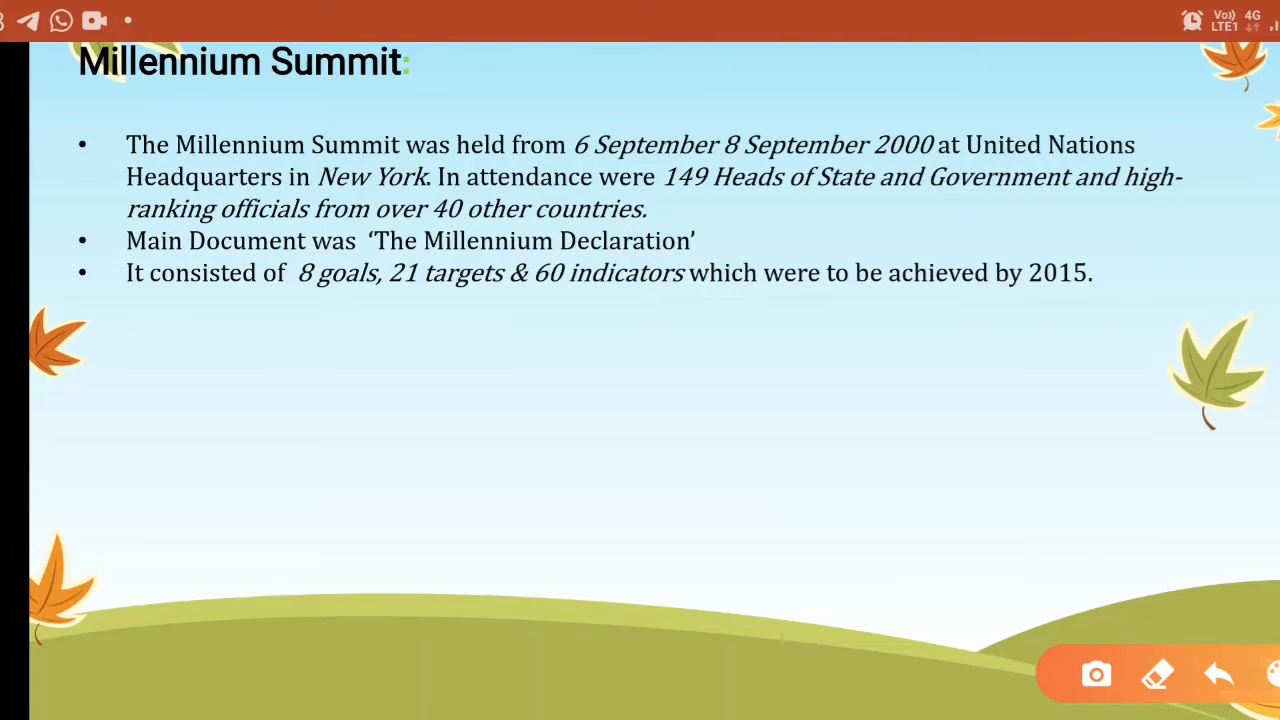 Vo)) 4G
LTE1
Millennium Summit:
• The Millennium Summit was held from 6 September 8 September 2000 at United Nations
Headquarters in New York. In attendance were 149 Heads of State and Government and high-
ranking officials from over 40 other countries.
• Main Document was ‘The Millennium Declaration’
• It consisted of 8 goals, 21 targets & 60 indicators which were to be achieved by 2015.